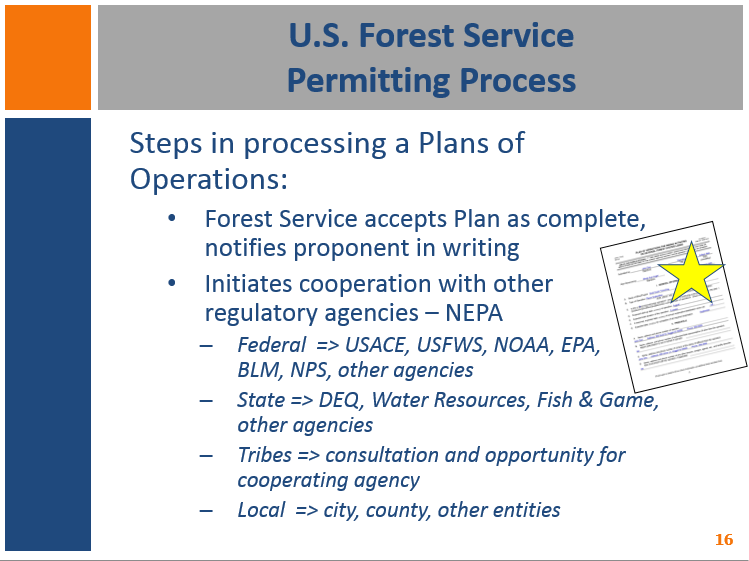 U.S. Forest Service
Permitting Process
Steps in processing a Plans of
Operations:
• Forest Service accepts Plan as complete,
notifies proponent in writing
• Initiates cooperation with other
regulatory agencies – NEPA
– Federal => USACE, USFWS, NOAA, EPA,
BLM, NPS, other agencies
– State => DEQ, Water Resources, Fish & Game,
other agencies
– Tribes => consultation and opportunity for
cooperating agency
– Local => city, county, other entities
16